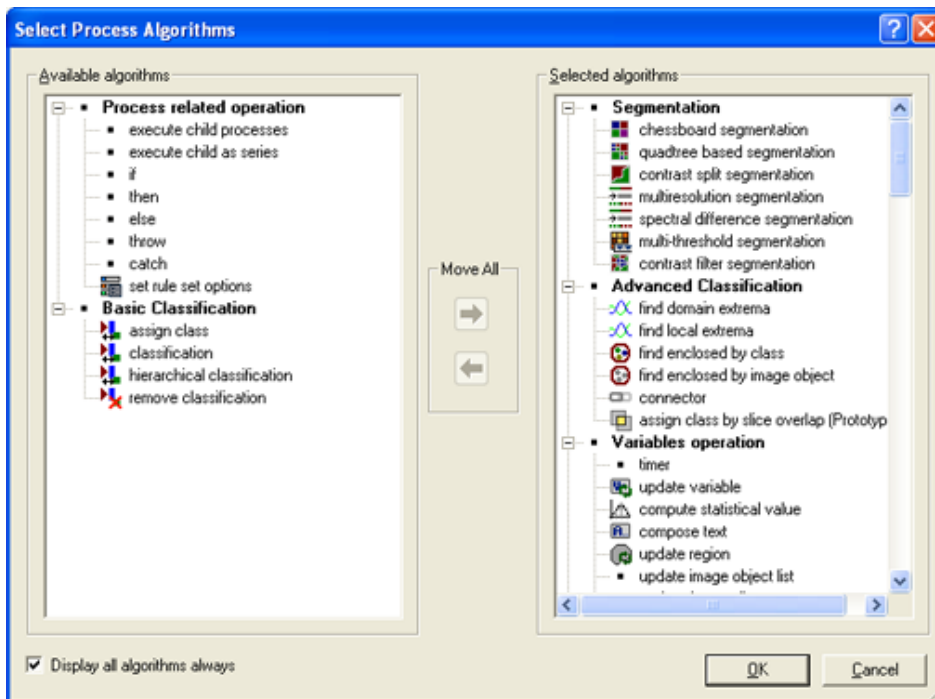 Select Process Algorithms
Available algorithms
Process related operation
execute child processes
execute child as series
if
then
else
throw
catch
set rule set options
Basic Classification
assign class
classification
hierarchical classification
remove classification
Move All
Selected algorithms
Segmentation
chessboard segmentation
quadtree based segmentation
contrast split segmentation
multiresolution segmentation
spectral difference segmentation
multi-threshold segmentation
contrast filter segmentation
Advanced Classification
find domain extrema
find local extrema
find enclosed by class
find enclosed by image object
connector
assign class by slice overlap (Prototyp
Variables operation
timer
update variable
compute statistical value
compose text
update region
update image object list
Display all algorithms always
OK
Cancel